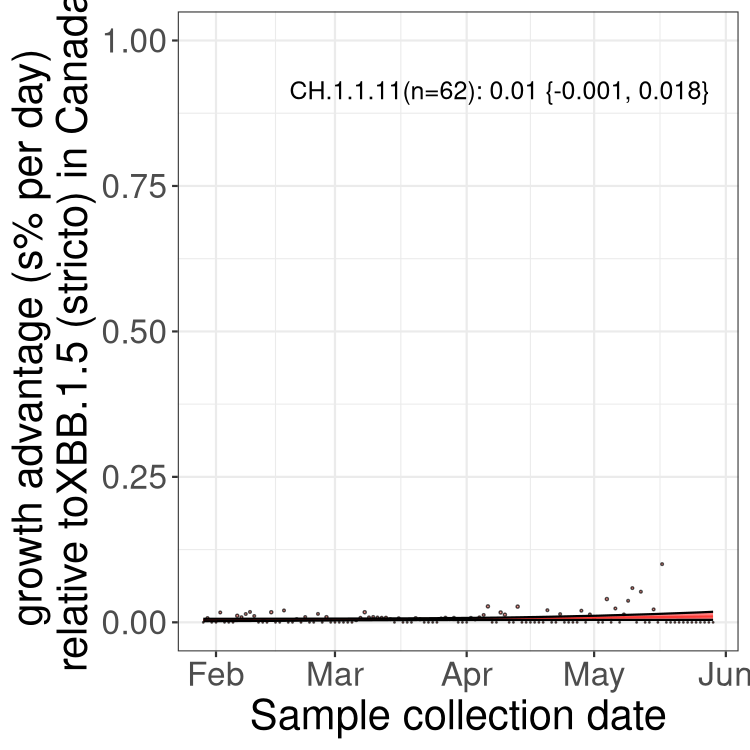 growth advantage (s% per day)
relative toXBB.1.5 (stricto) in Canada
1.00
CH.1.1.11(n=62): 0.01 {-0.001, 0.018}
0.75
0.50
0.25
0.00
Feb Mar Apr May Jun
Sample collection date